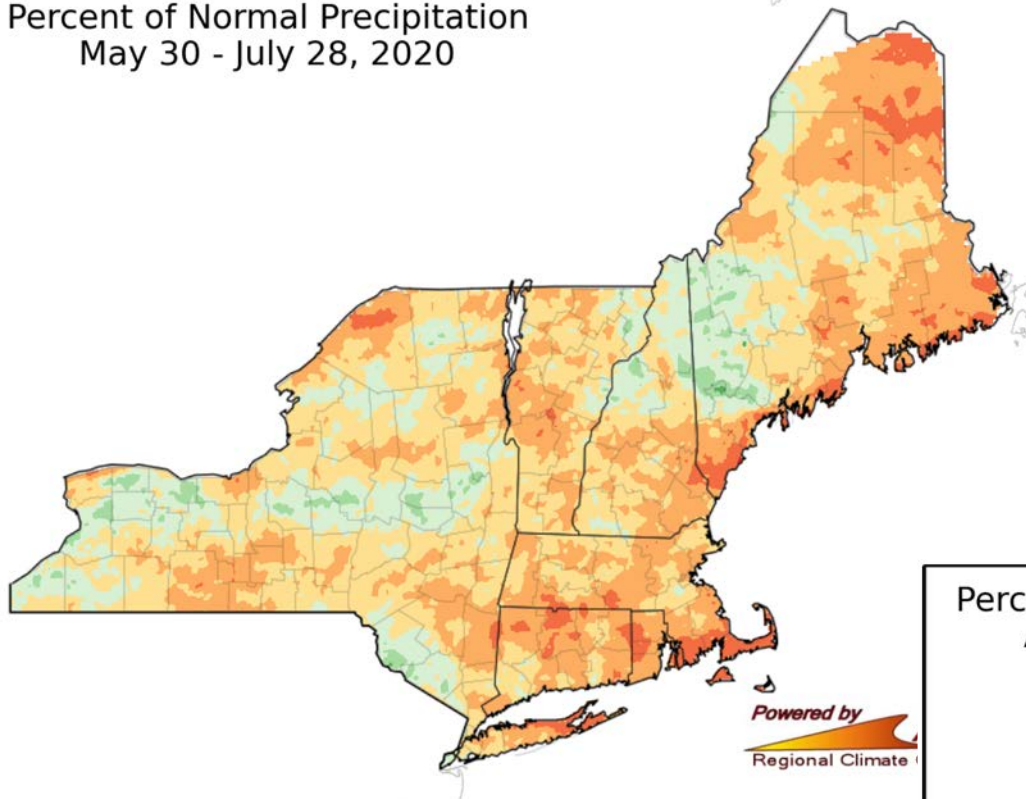 Percent of Normal Precipitation
May 30 - July 28, 2020
Powered by
Regional Climate